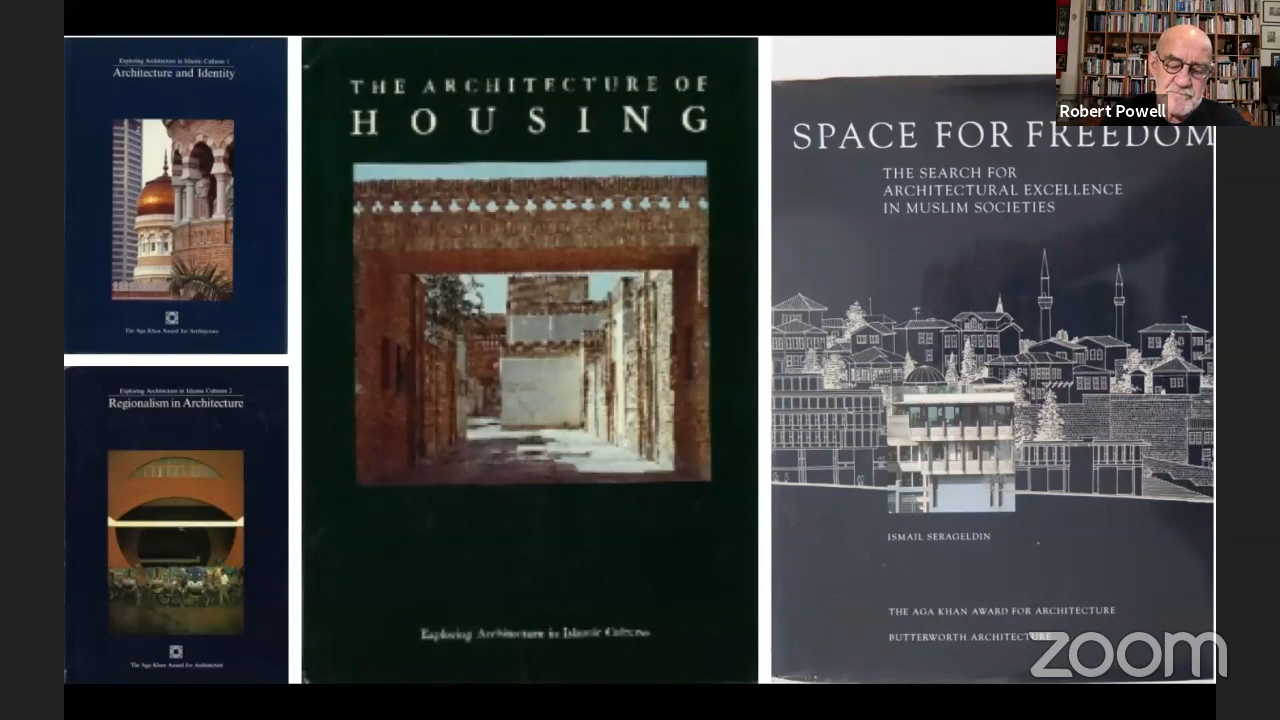 Exploring Architecture in Islamic Cultures 1
Architecture and Identity
The Aga Khan Award for Architecture
Exploring Architecture in Islamic Cultures 2
Regionalism in Architecture
The Aga Khan Award for Architecture
THE ARCHITECTURE OF
HOUSING
Exploring Architecture in Islamic Cultures
SPACE FOR FREEDOM
THE SEARCH FOR
ARCHITECTURAL EXCELLENCE
IN MUSLIM SOCIETIES
ISMAIL SERAGELDIN
THE AGA KHAN AWARD FOR ARCHITECTURE
BUTTERWORTH ARCHITECTURE
Robert Powell
zoom